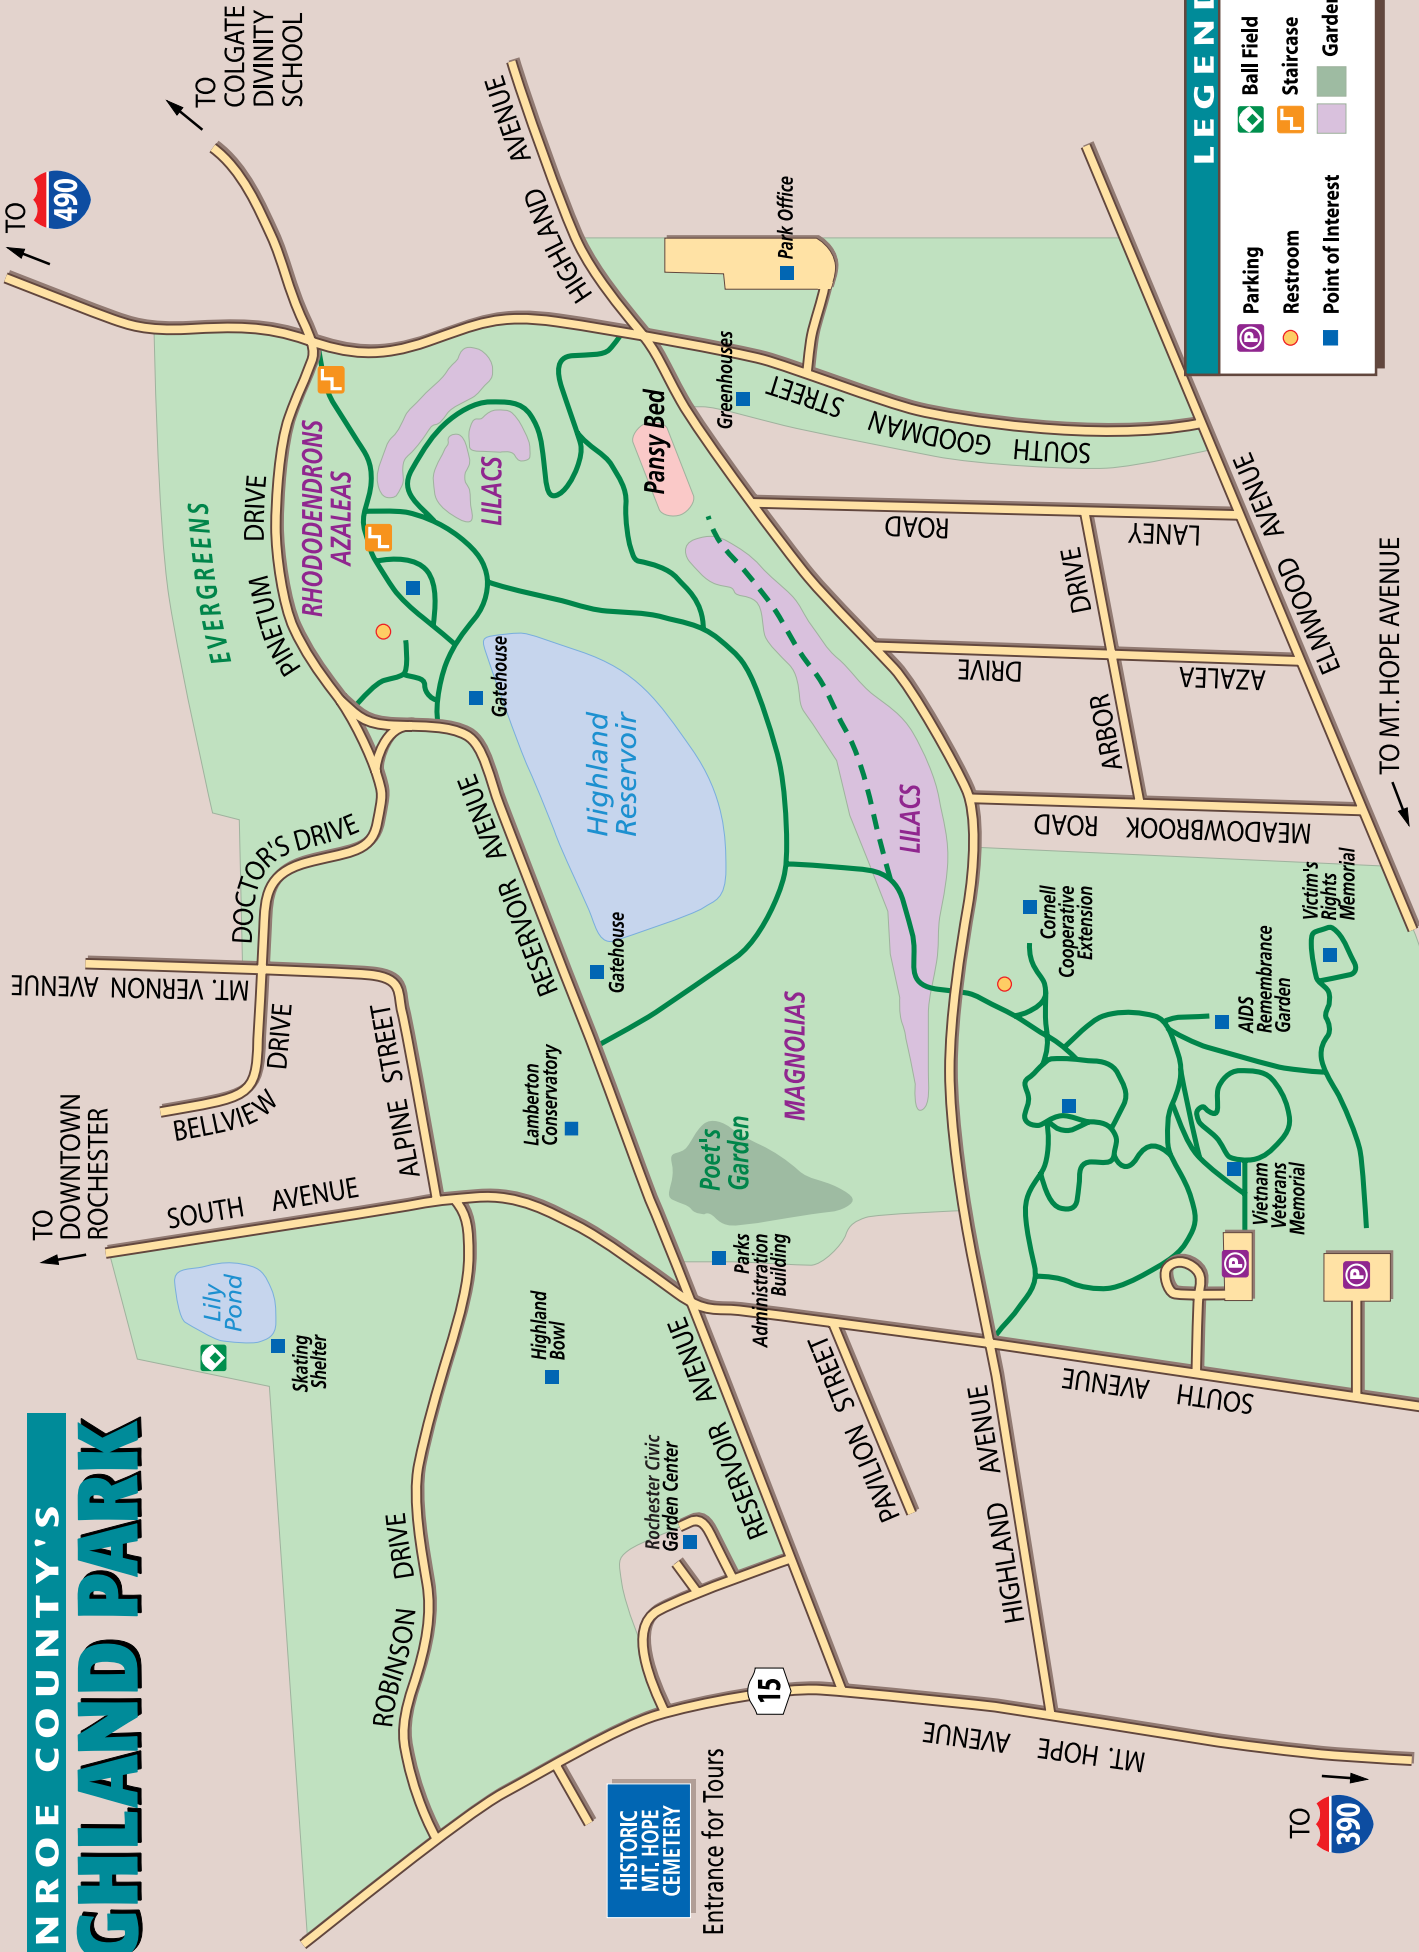 NROE COUNTY'S
GHLAND PARK
TO
DOWNTOWN
ROCHESTER
TO
490
TO
COLGATE
DIVINITY
SCHOOL
MT. VERNON AVENUE
BELLVIEW DRIVE
DOCTOR'S DRIVE
ALPINE STREET
SOUTH AVENUE
EVERGREENS
PINETUM DRIVE
RHODODENDRONS
AZALEAS
LILACS
Lily
Pond
Skating
Shelter
ROBINSON DRIVE
Highland
Bowl
Lamberton
Conservatory
RESERVOIR AVENUE
Gatehouse
Gatehouse
Highland
Reservoir
Pansy Bed
HIGHLAND AVENUE
Greenhouses
Park Office
SOUTH GOODMAN STREET
Rochester Civic
Garden Center
RESERVOIR AVENUE
Parks
Administration
Building
Poet's
Garden
MAGNOLIAS
LILACS
LANEY ROAD
AZALEA DRIVE
ARBOR DRIVE
MEADOWBROOK ROAD
ELMWOOD AVENUE
TO MT. HOPE AVENUE
HISTORIC
MT. HOPE
CEMETERY
Entrance for Tours
15
PAVILION STREET
HIGHLAND AVENUE
MT. HOPE AVENUE
SOUTH AVENUE
Cornell
Cooperative
Extension
AIDS
Remembrance
Garden
Victim's
Rights
Memorial
Vietnam
Veterans
Memorial
P
P
TO
390
LEGEND
P Parking
Ball Field
Restroom
Staircase
Point of Interest
Garde